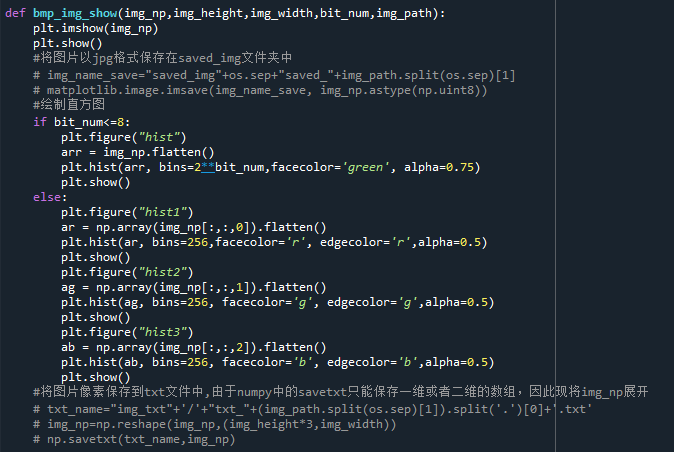 def bmp_img_show(img_np,img_height,img_width,bit_num,img_path):
    plt.imshow(img_np)
    plt.show()
    #将图片以jpg格式保存在saved_img文件夹中
    # img_name_save="saved_img"+os.sep+"saved_"+img_path.split(os.sep)[1]
    # matplotlib.image.imsave(img_name_save, img_np.astype(np.uint8))
    #绘制直方图
    if bit_num<=8:
        plt.figure("hist")
        arr = img_np.flatten()
        plt.hist(arr, bins=2**bit_num,facecolor='green', alpha=0.75)
        plt.show()
    else:
        plt.figure("hist1")
        ar = np.array(img_np[:,:,0]).flatten()
        plt.hist(ar, bins=256,facecolor='r', edgecolor='r',alpha=0.5)
        plt.show()
        plt.figure("hist2")
        ag = np.array(img_np[:,:,1]).flatten()
        plt.hist(ag, bins=256, facecolor='g', edgecolor='g',alpha=0.5)
        plt.show()
        plt.figure("hist3")
        ab = np.array(img_np[:,:,2]).flatten()
        plt.hist(ab, bins=256, facecolor='b', edgecolor='b',alpha=0.5)
        plt.show()
    #将图片像素保存到txt文件中,由于numpy中的savetxt只能保存一维或者二维的数组，因此现将img_np展开
    # txt_name="img_txt"+'/'+"txt_"+(img_path.split(os.sep)[1]).split('.')[0]+'.txt'
    # img_np=np.reshape(img_np,(img_height*3,img_width))
    # np.savetxt(txt_name,img_np)